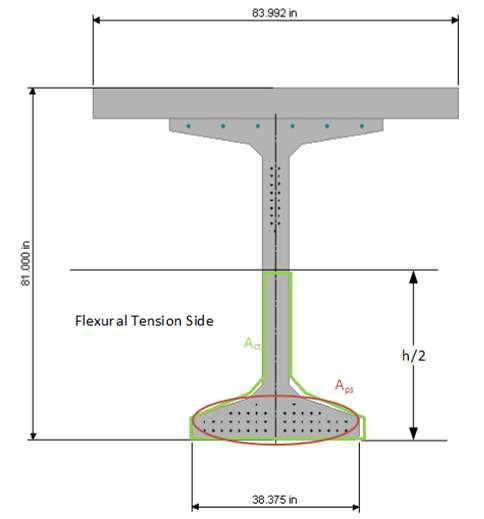 83.992 in
81.000 in
Flexural Tension Side
h/2
Act
Aps
38.375 in